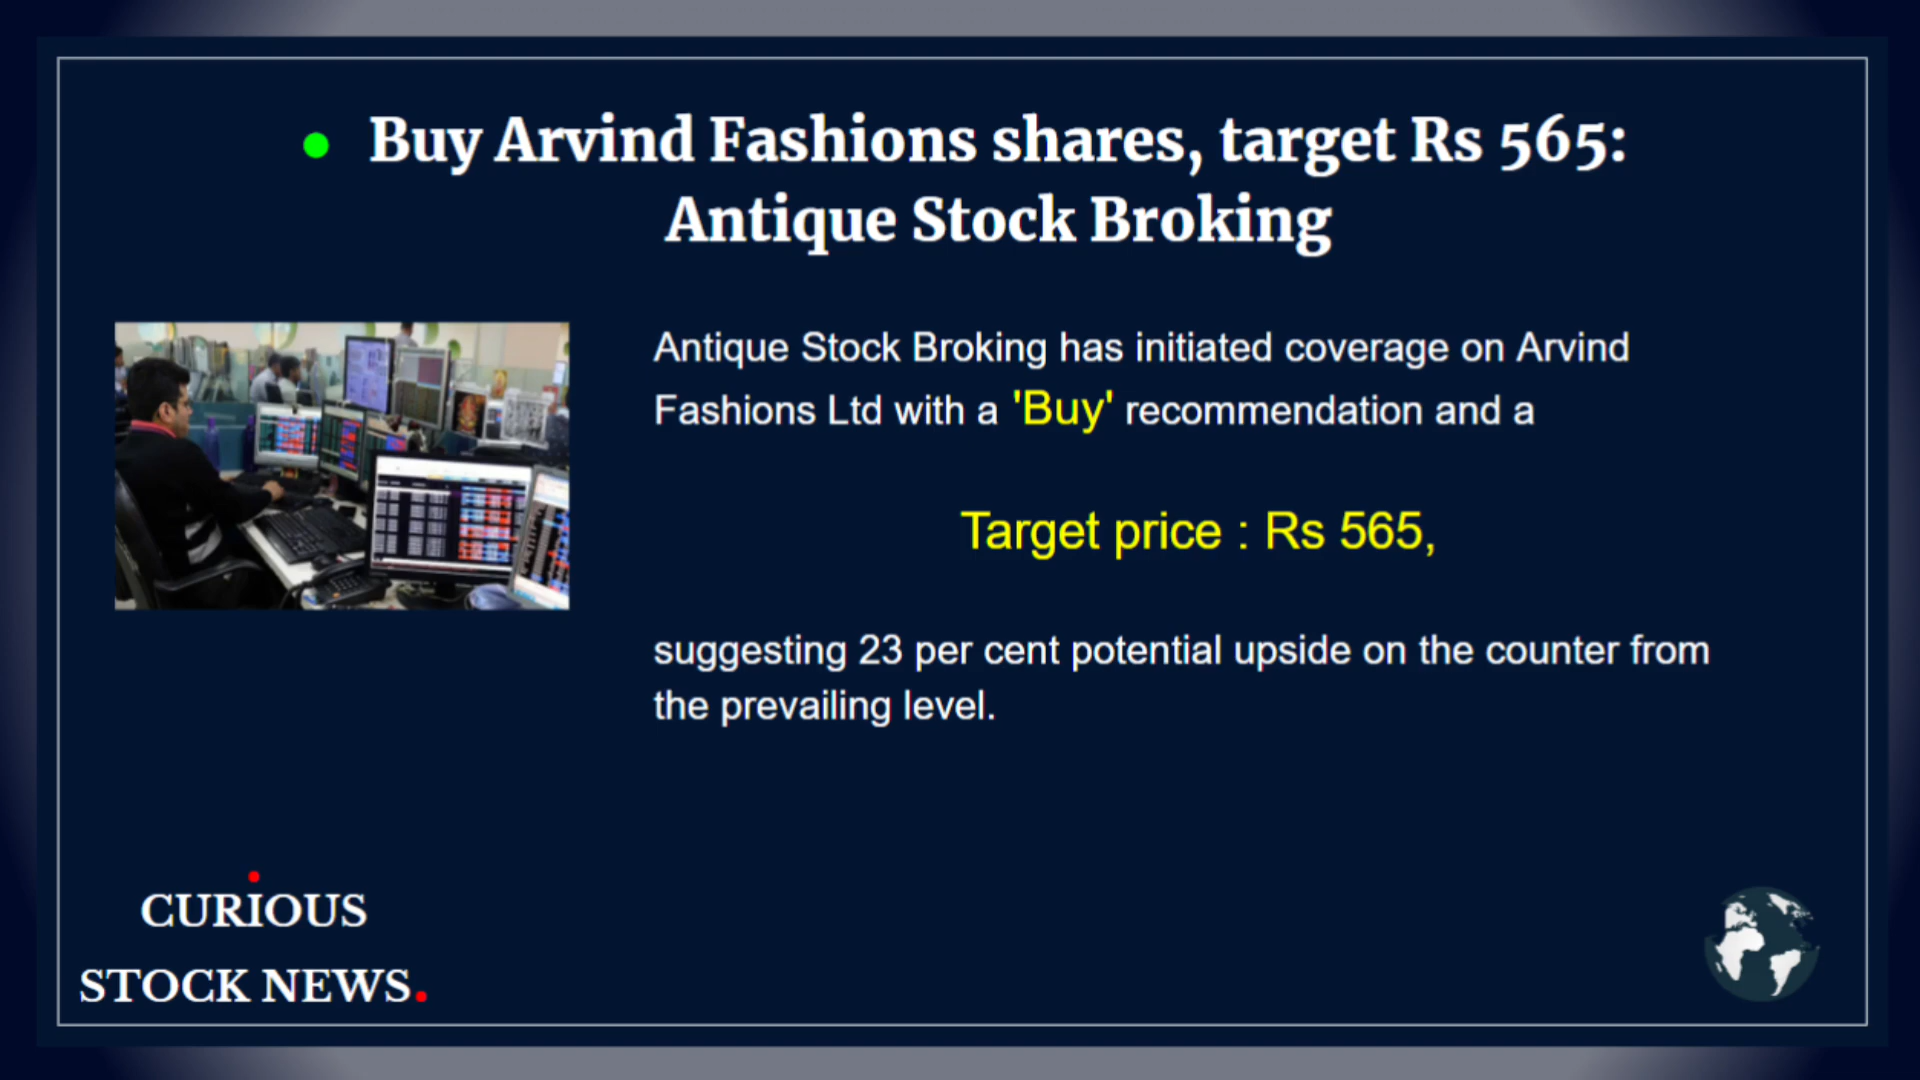 Buy Arvind Fashions shares, target Rs 565:
Antique Stock Broking
Antique Stock Broking has initiated coverage on Arvind
Fashions Ltd with a 'Buy' recommendation and a
Target price : Rs 565,
suggesting 23 per cent potential upside on the counter from
the prevailing level.
CURIOUS
STOCK NEWS.